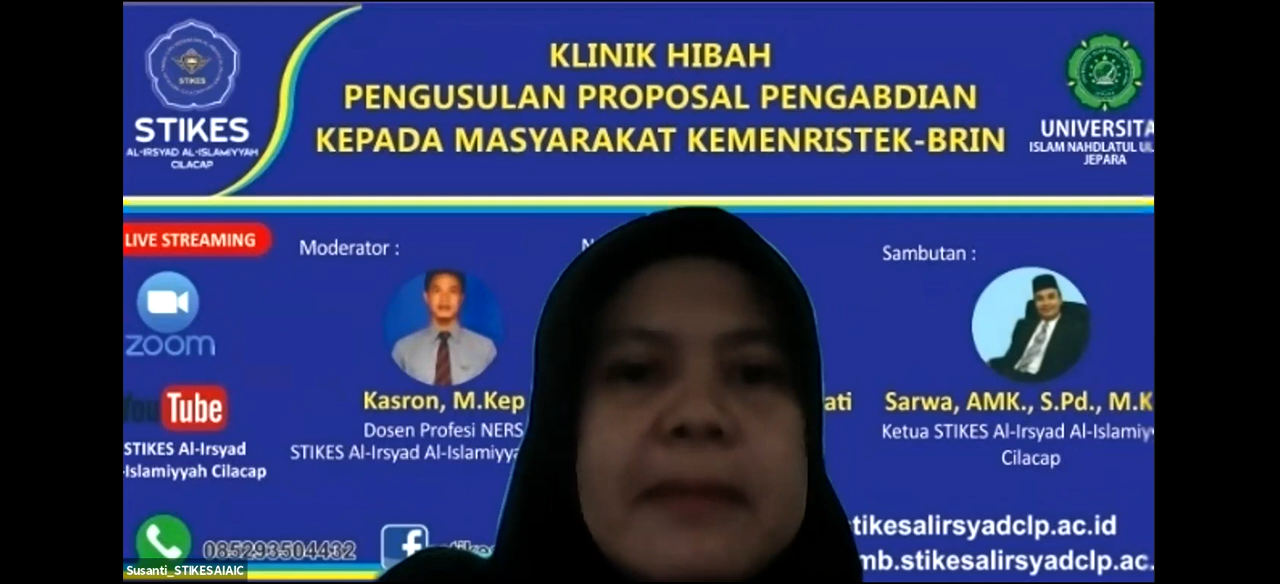 STIKES
STIKES
AL-IRSYAD AL-ISLAMIYYAH
CILACAP
KLINIK HIBAH
PENGUSULAN PROPOSAL PENGABDIAN
KEPADA MASYARAKAT KEMENRISTEK-BRIN
UNIVERSITA
ISLAM NAHDLATUL UL
JEPARA
LIVE STREAMING
zoom
YouTube
STIKES Al-Irsyad
-Islamiyyah Cilacap
085293504432
Moderator :
Kasron, M.Kep
Dosen Profesi NERS
STIKES Al-Irsyad Al-Islamiyya
N
ati
Sambutan :
Sarwa, AMK., S.Pd., M.K
Ketua STIKES Al-Irsyad Al-Islamiy
Cilacap
stikes
tikesalirsyadclp.ac.id
mb.stikesalirsyadclp.ac.
Susanti_STIKESAIAIC